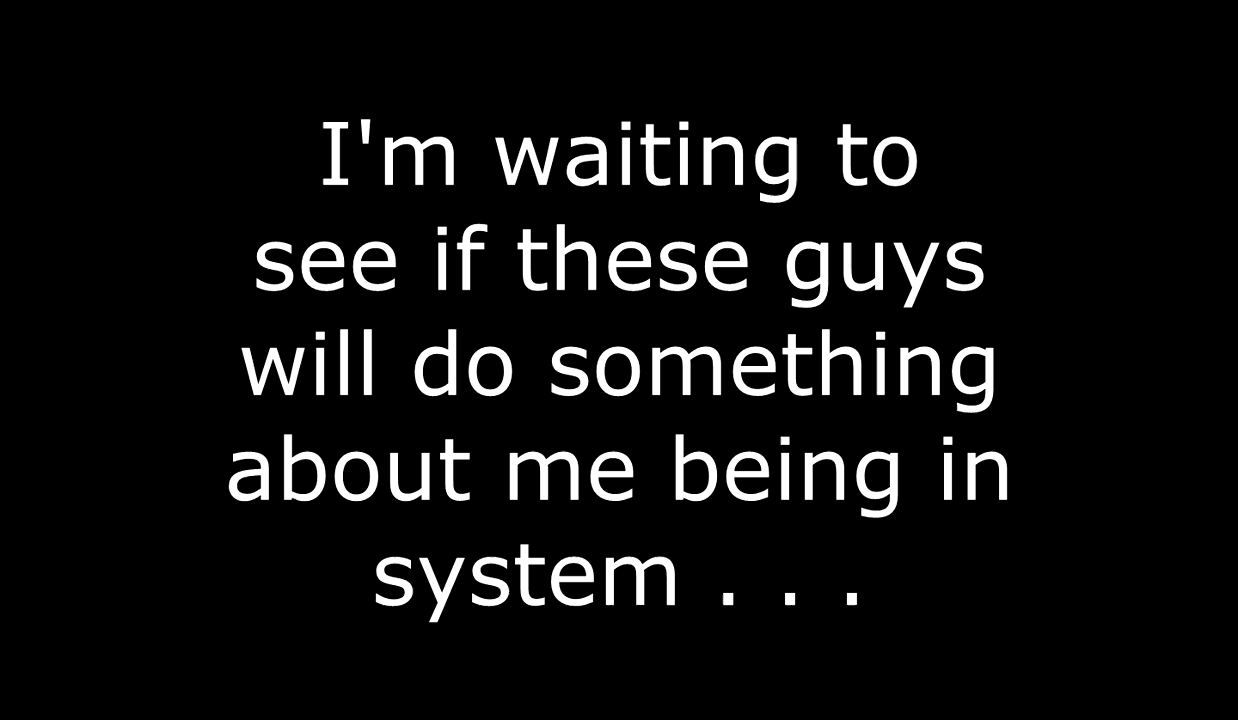 I'm waiting to
see if these guys
will do something
about me being in
system . . .